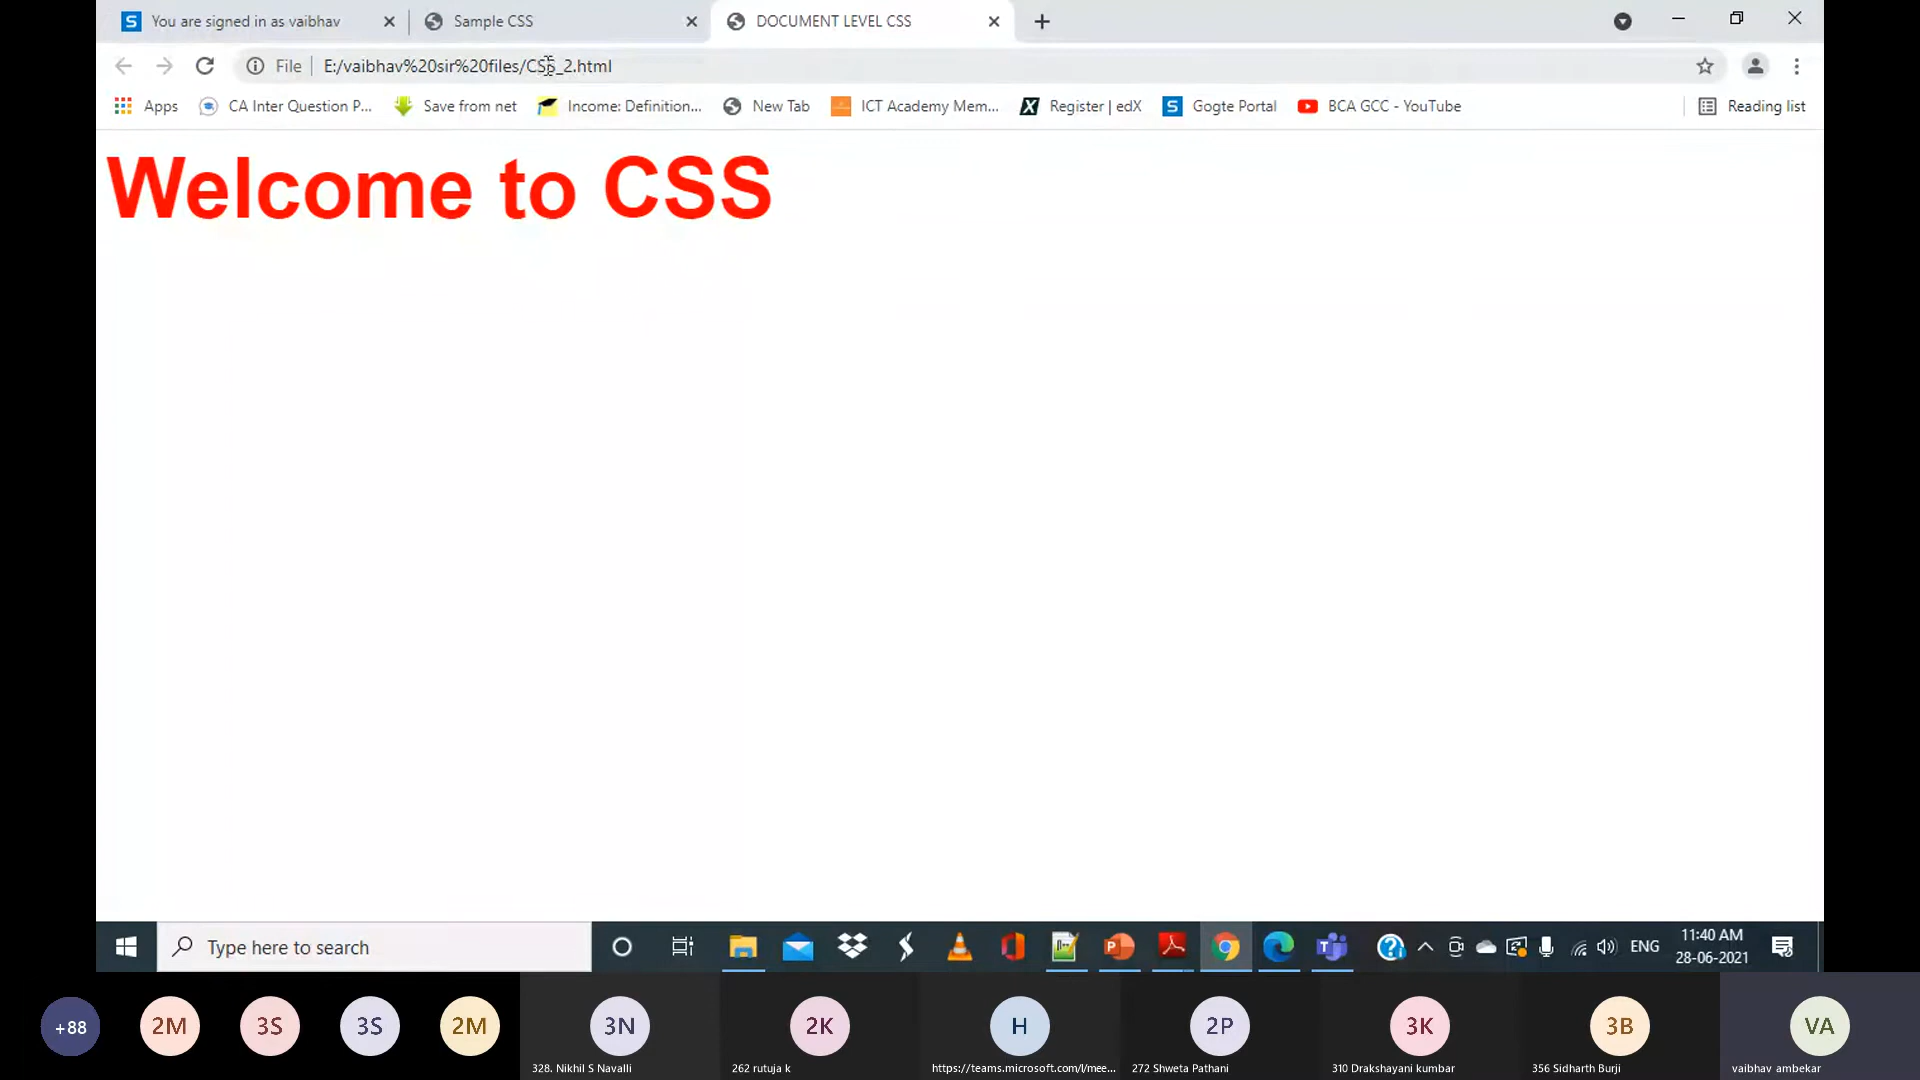 You are signed in as vaibhav
Sample CSS
DOCUMENT LEVEL CSS
File E:/vaibhav%20sir%20files/CSS_2.html
Apps CA Inter Question P... Save from net Income: Definition... New Tab ICT Academy Mem... Register | edX Gogte Portal BCA GCC - YouTube Reading list
Welcome to CSS
Type here to search
ENG
11:40 AM
28-06-2021
+88 2M 3S 3S 2M 3N 2K H 2P 3K 3B VA
328. Nikhil S Navalli 262 rutuja k https://teams.microsoft.com/l/mee... 272 Shweta Pathani 310 Drakshayani kumbar 356 Sidharth Burji vaibhav ambekar